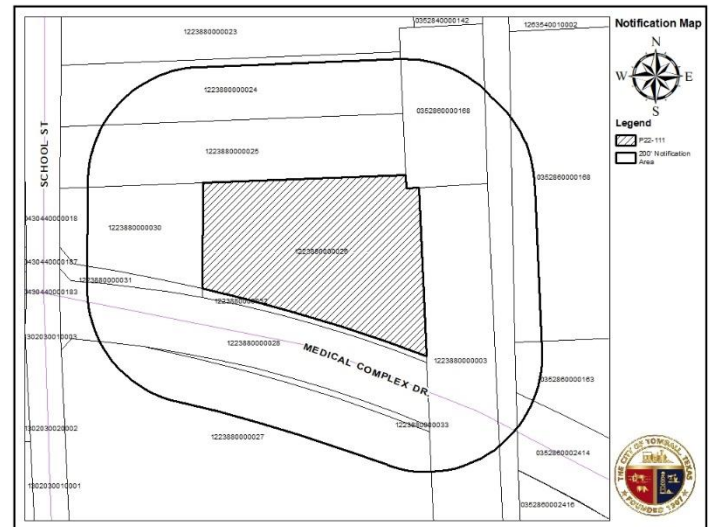 Notification Map
N
W
E
S
Legend
P22-111
200' Notification
Area
0352840000142
1263540010002
1223880000023
1223880000024
0352860000168
1223880000025
0352860000168
SCHOOL ST
0430440000018
1223880000030
1223880000026
0430440000187
1223880000031
0430440000183
1302030010003
1223880000028
MEDICAL COMPLEX DR.
1223880000003
0352860000163
1302030020002
1223880000027
1223880000033
0352860002414
1302030010001
0352860002416
THE CITY OF TOMBALL, TEXAS
FOUNDED 1907